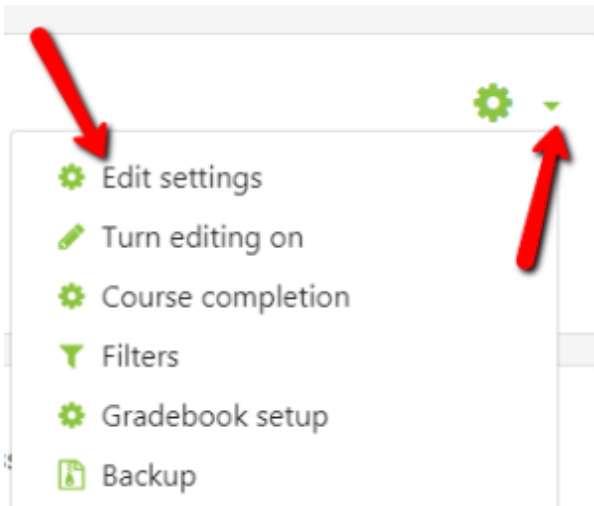 Edit settings
Turn editing on
Course completion
Filters
Gradebook setup
Backup